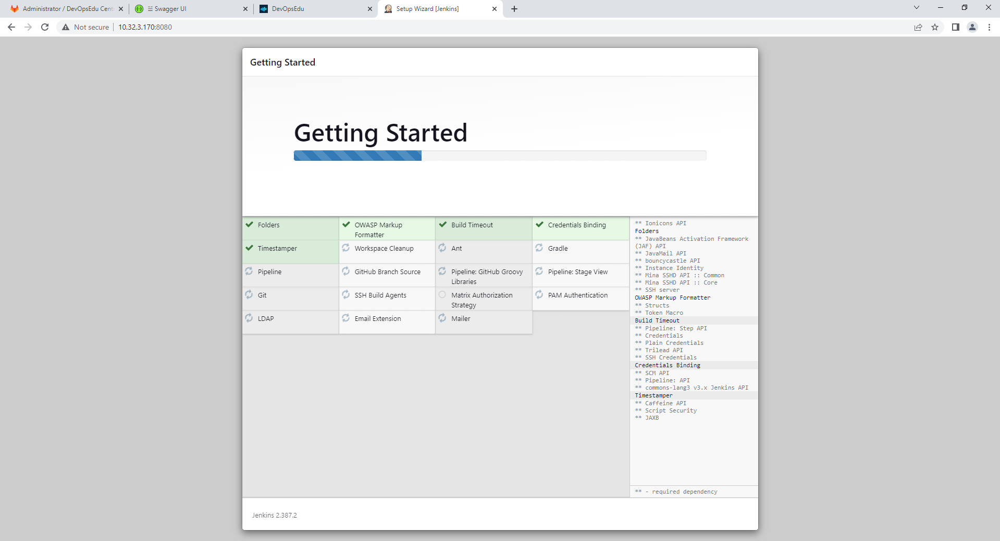 Administrator / DevOpsEdu Cent
☵ Swagger UI
DevOpsEdu
Setup Wizard [Jenkins]
Not secure
10.32.3.170:8080
Getting Started
Getting Started
Folders
OWASP Markup
Formatter
Build Timeout
Credentials Binding
Timestamper
Workspace Cleanup
Ant
Gradle
Pipeline
GitHub Branch Source
Pipeline: GitHub Groovy
Libraries
Pipeline: Stage View
Git
SSH Build Agents
Matrix Authorization
Strategy
PAM Authentication
LDAP
Email Extension
Mailer
** Ionicons API
Folders
** JavaBeans Activation Framework
(JAF) API
** JavaMail API
** bouncycastle API
** Instance Identity
** Mina SSHD API :: Common
** Mina SSHD API :: Core
** SSH server
OWASP Markup Formatter
** Structs
** Token Macro
Build Timeout
** Pipeline: Step API
** Credentials
** Plain Credentials
** Trilead API
** SSH Credentials
Credentials Binding
** SCM API
** Pipeline: API
** commons-lang3 v3.x Jenkins API
Timestamper
** Caffeine API
** Script Security
** JAXB
** - required dependency
Jenkins 2.387.2